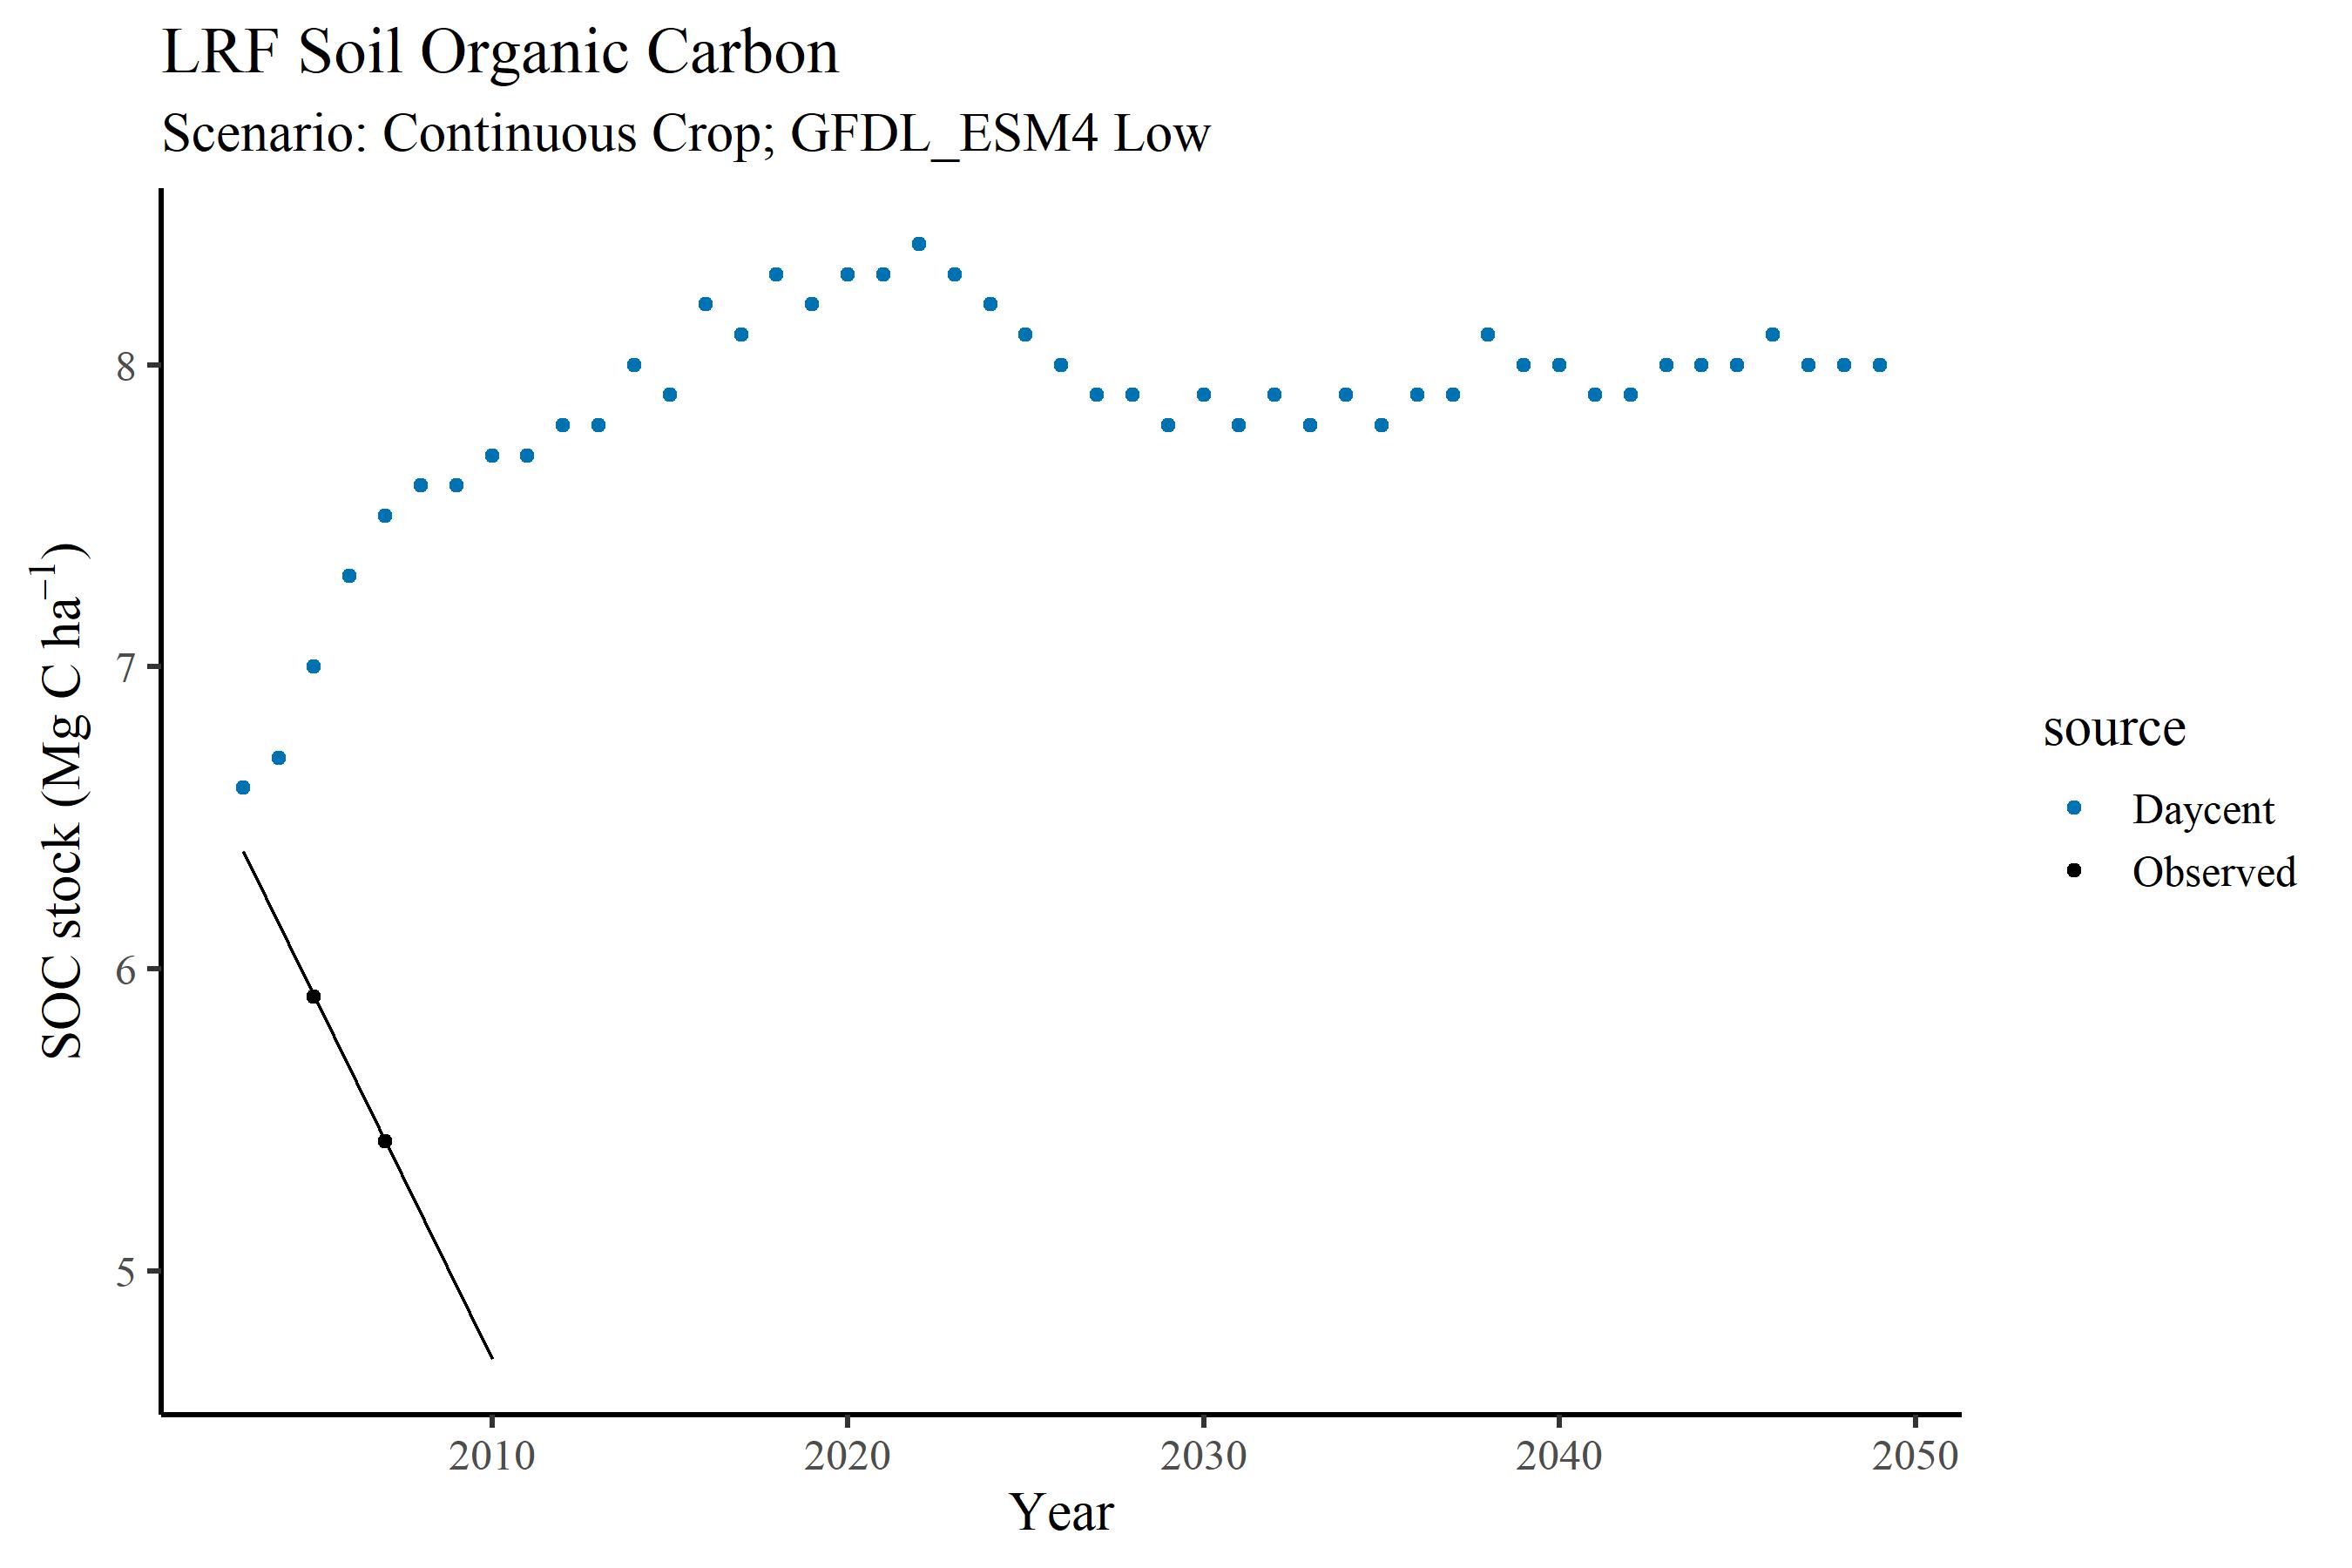 LRF Soil Organic Carbon
Scenario: Continuous Crop; GFDL_ESM4 Low
SOC stock (Mg C ha⁻¹)
8
7
6
5
2010 2020 2030 2040 2050
Year
source
Daycent
Observed